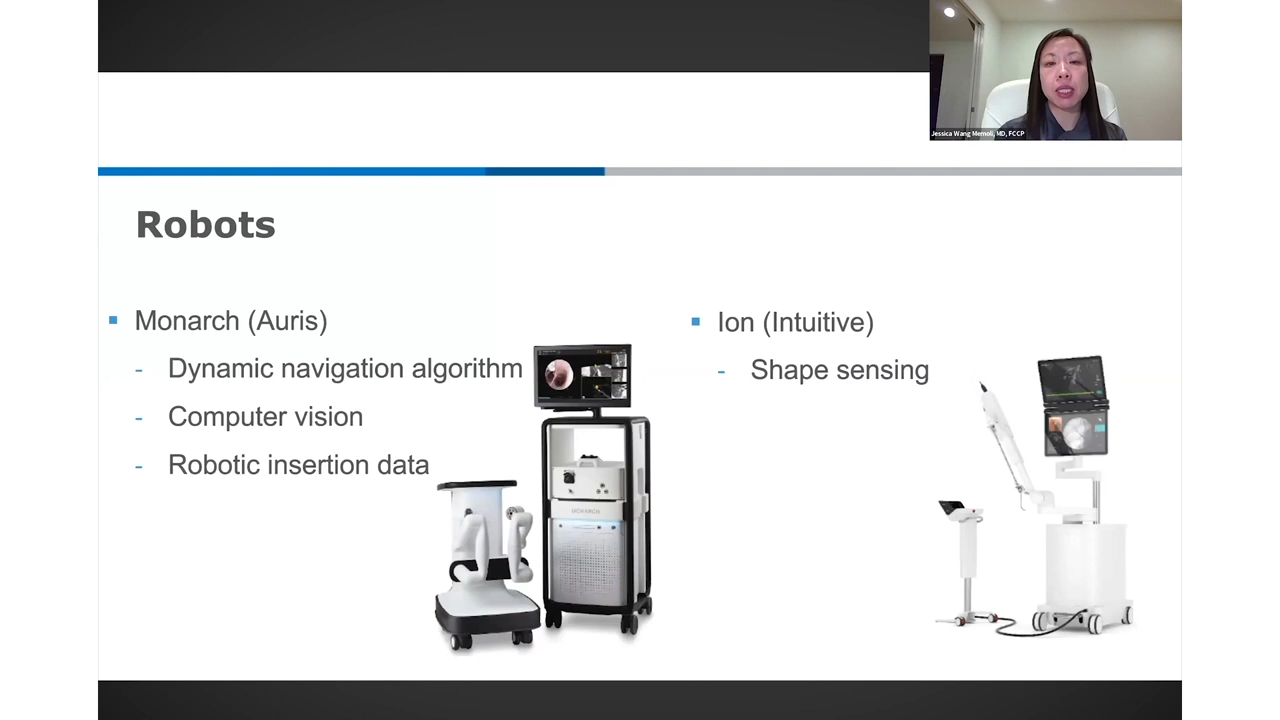 Jessica Wang Memoli, MD, FCCP
Robots
Monarch (Auris)
- Dynamic navigation algorithm
- Computer vision
- Robotic insertion data
MONARCH
Ion (Intuitive)
- Shape sensing